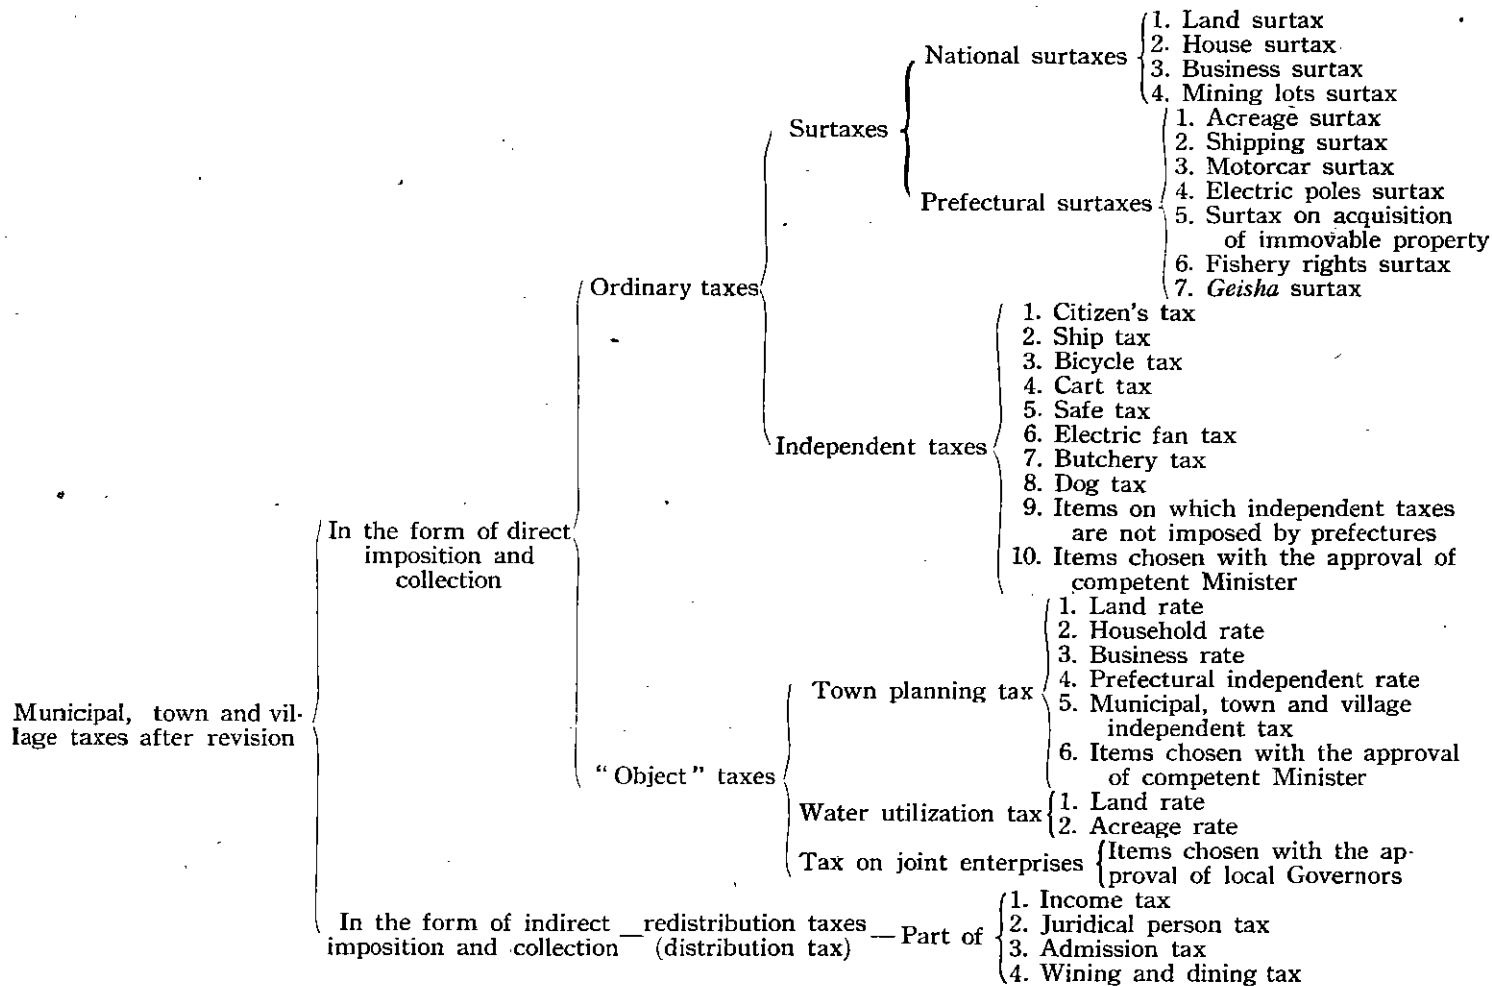 Municipal, town and vil-
lage taxes after revision
In the form of direct
imposition and
collection
Ordinary taxes
Surtaxes
National surtaxes
1. Land surtax
2. House surtax
3. Business surtax
4. Mining lots surtax
Prefectural surtaxes
1. Acreage surtax
2. Shipping surtax
3. Motorcar surtax
4. Electric poles surtax
5. Surtax on acquisition
of immovable property
6. Fishery rights surtax
7. Geisha surtax
Independent taxes
1. Citizen's tax
2. Ship tax
3. Bicycle tax
4. Cart tax
5. Safe tax
6. Electric fan tax
7. Butchery tax
8. Dog tax
9. Items on which independent taxes
are not imposed by prefectures
10. Items chosen with the approval of
competent Minister
"Object" taxes
Town planning tax
1. Land rate
2. Household rate
3. Business rate
4. Prefectural independent rate
5. Municipal, town and village
independent tax
6. Items chosen with the approval
of competent Minister
Water utilization tax
1. Land rate
2. Acreage rate
Tax on joint enterprises
Items chosen with the ap-
proval of local Governors
In the form of indirect
imposition and collection
redistribution taxes
(distribution tax)
Part of
1. Income tax
2. Juridical person tax
3. Admission tax
4. Wining and dining tax